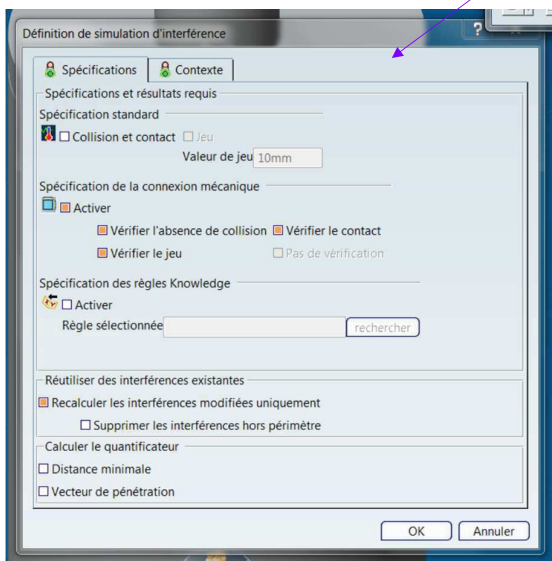 Définition de simulation d'interférence
?
Spécifications Contexte
Spécifications et résultats requis
Spécification standard
Collision et contact Jeu
Valeur de jeu 10mm
Spécification de la connexion mécanique
Activer
Vérifier l'absence de collision Vérifier le contact
Vérifier le jeu Pas de vérification
Spécification des règles Knowledge
Activer
Règle sélectionnée rechercher
Réutiliser des interférences existantes
Recalculer les interférences modifiées uniquement
Supprimer les interférences hors périmètre
Calculer le quantificateur
Distance minimale
Vecteur de pénétration
OK Annuler